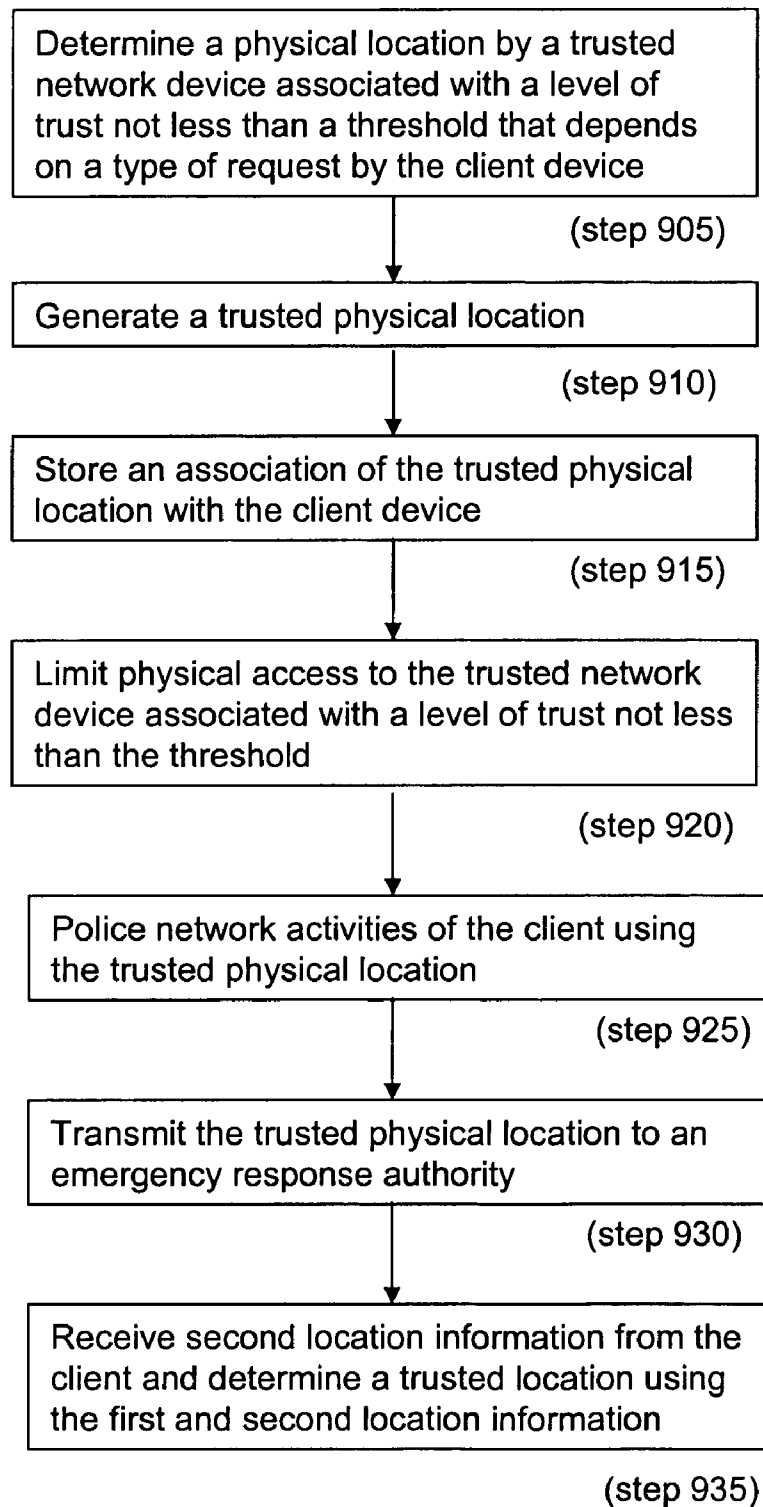 Determine a physical location by a trusted
network device associated with a level of
trust not less than a threshold that depends
on a type of request by the client device
(step 905)
Generate a trusted physical location
(step 910)
Store an association of the trusted physical
location with the client device
(step 915)
Limit physical access to the trusted network
device associated with a level of trust not less
than the threshold
(step 920)
Police network activities of the client using
the trusted physical location
(step 925)
Transmit the trusted physical location to an
emergency response authority
(step 930)
Receive second location information from the
client and determine a trusted location using
the first and second location information
(step 935)